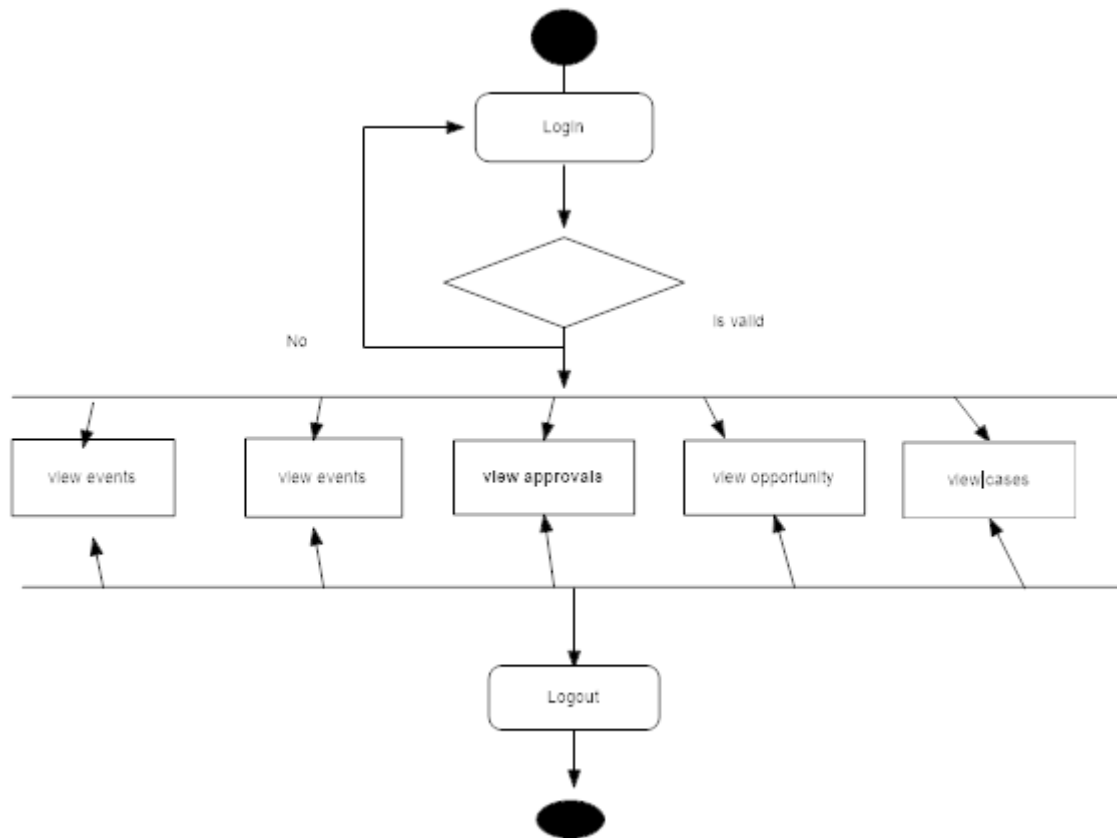 Login
Is valid
No
view events
view events
view approvals
view opportunity
view cases
Logout